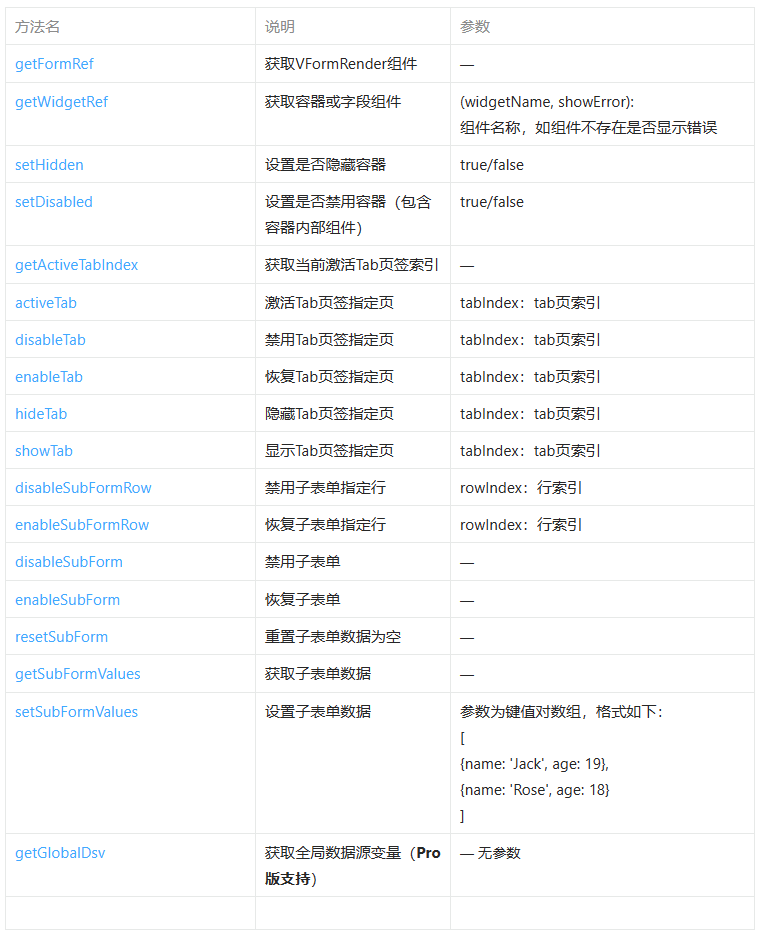 方法名 说明 参数
getFormRef 获取VFormRender组件 —
getWidgetRef 获取容器或字段组件 (widgetName, showError):
组件名称，如组件不存在是否显示错误
setHidden 设置是否隐藏容器 true/false
setDisabled 设置是否禁用容器（包含 true/false
容器内部组件）
getActiveTabIndex 获取当前激活Tab页签索引 —
activeTab 激活Tab页签指定页 tabIndex：tab页索引
disableTab 禁用Tab页签指定页 tabIndex：tab页索引
enableTab 恢复Tab页签指定页 tabIndex：tab页索引
hideTab 隐藏Tab页签指定页 tabIndex：tab页索引
showTab 显示Tab页签指定页 tabIndex：tab页索引
disableSubFormRow 禁用子表单指定行 rowIndex：行索引
enableSubFormRow 恢复子表单指定行 rowIndex：行索引
disableSubForm 禁用子表单 —
enableSubForm 恢复子表单 —
resetSubForm 重置子表单数据为空 —
getSubFormValues 获取子表单数据 —
setSubFormValues 设置子表单数据 参数为键值对数组，格式如下：
[
{name: 'Jack', age: 19},
{name: 'Rose', age: 18}
]
getGlobalDsv 获取全局数据源变量（Pro — 无参数
版支持）